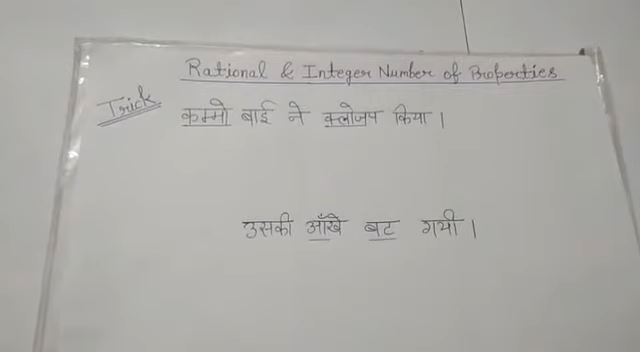 Rational & Integer Number of Properties
Trick
कम्मो बाई ने क्लोजप किया।
उसकी आँखे बट गयी।